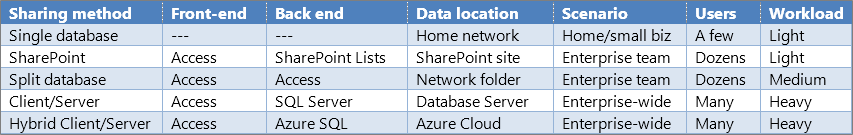 Sharing method Front-end Back end Data location Scenario Users Workload
Single database --- --- Home network Home/small biz A few Light
SharePoint Access SharePoint Lists SharePoint site Enterprise team Dozens Light
Split database Access Access Network folder Enterprise team Dozens Medium
Client/Server Access SQL Server Database Server Enterprise-wide Many Heavy
Hybrid Client/Server Access Azure SQL Azure Cloud Enterprise-wide Many Heavy